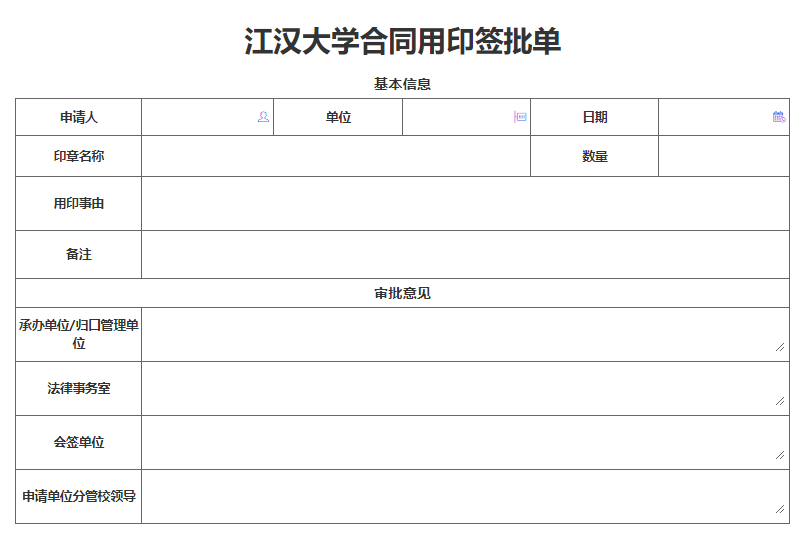 江汉大学合同用印签批单
基本信息
申请人 单位 日期
印章名称 数量
用印事由
备注
审批意见
承办单位/归口管理单
位
法律事务室
会签单位
申请单位分管校领导